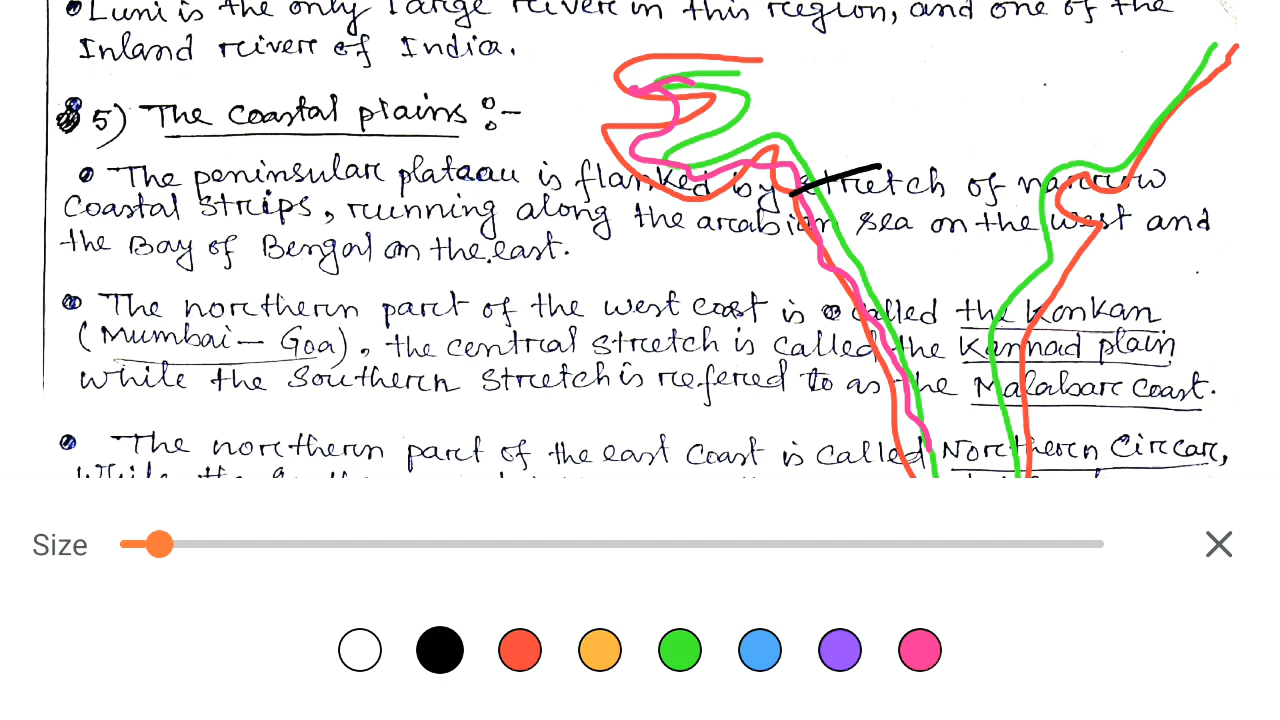 Luni is the only large river in this region, and one of the
Inland river of India.
5) The coastal plains :-
The peninsular plataau is flanked by stretch of narrow
Coastal strips, running along the arabian sea on the west and
the Bay of Bengal on the east.
The northern part of the west cost is called the Konkan
(Mumbai - Goa), the central stretch is called the Kannad plain
while the Southern stretch is refered to as the Malabar coast.
The northern part of the east coast is called Northern Circar,
While the
Size